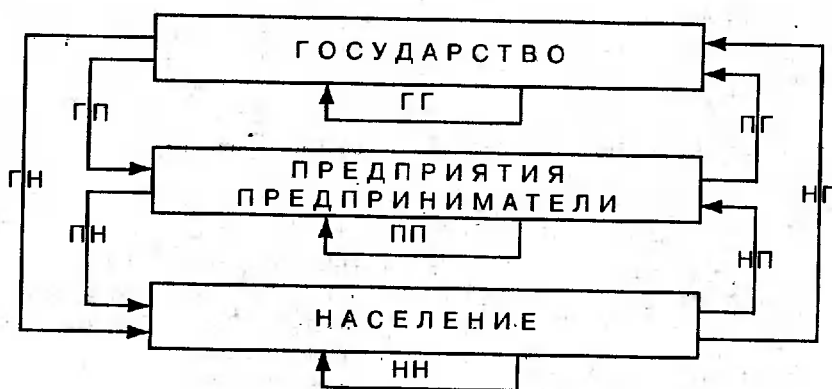 ГОСУДАРСТВО
ГГ
ГП
ПГ
ПРЕДПРИЯТИЯ
ПРЕДПРИНИМАТЕЛИ
ГН
НГ
ПН
ПП
НП
НАСЕЛЕНИЕ
НН